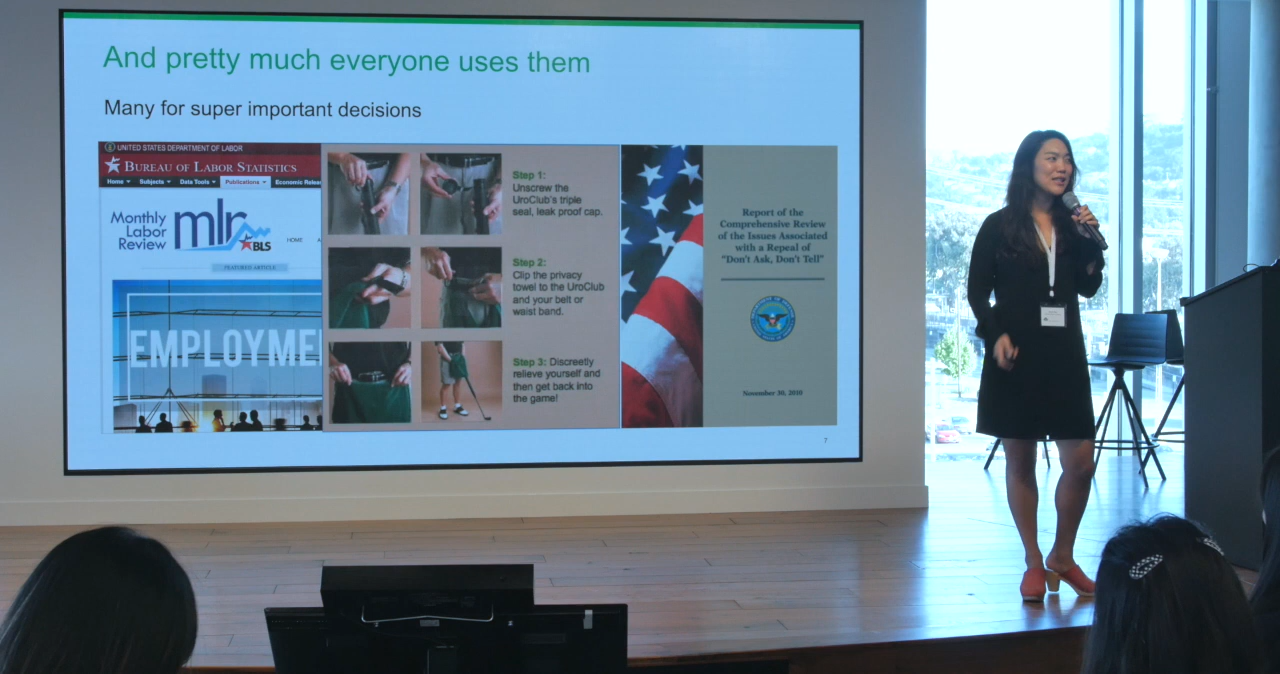 And pretty much everyone uses them
Many for super important decisions
UNITED STATES DEPARTMENT OF LABOR
BUREAU OF LABOR STATISTICS
Home Subjects Data Tools Publications Economic Releas
Monthly
Labor
Review
mlr
BLS
HOME A
FEATURED ARTICLE
EMPLOYME
Step 1:
Unscrew the
UroClub's triple
seal, leak proof cap.
Step 2:
Clip the privacy
towel to the UroClub
and your belt or
waist band.
Step 3: Discreetly
relieve yourself and
then get back into
the game!
Report of the
Comprehensive Review
of the Issues Associated
with a Repeal of
"Don't Ask, Don't Tell"
November 30, 2010
7